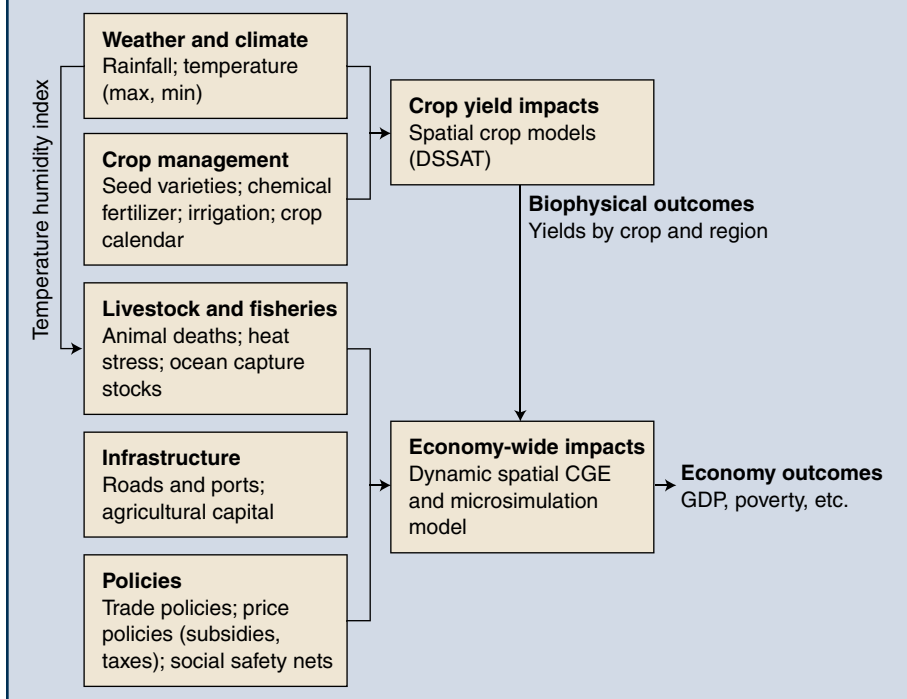 Temperature humidity index
Weather and climate
Rainfall; temperature
(max, min)
Crop management
Seed varieties; chemical
fertilizer; irrigation; crop
calendar
Livestock and fisheries
Animal deaths; heat
stress; ocean capture
stocks
Infrastructure
Roads and ports;
agricultural capital
Policies
Trade policies; price
policies (subsidies,
taxes); social safety nets
Crop yield impacts
Spatial crop models
(DSSAT)
Biophysical outcomes
Yields by crop and region
Economy-wide impacts
Dynamic spatial CGE
and microsimulation
model
Economy outcomes
GDP, poverty, etc.